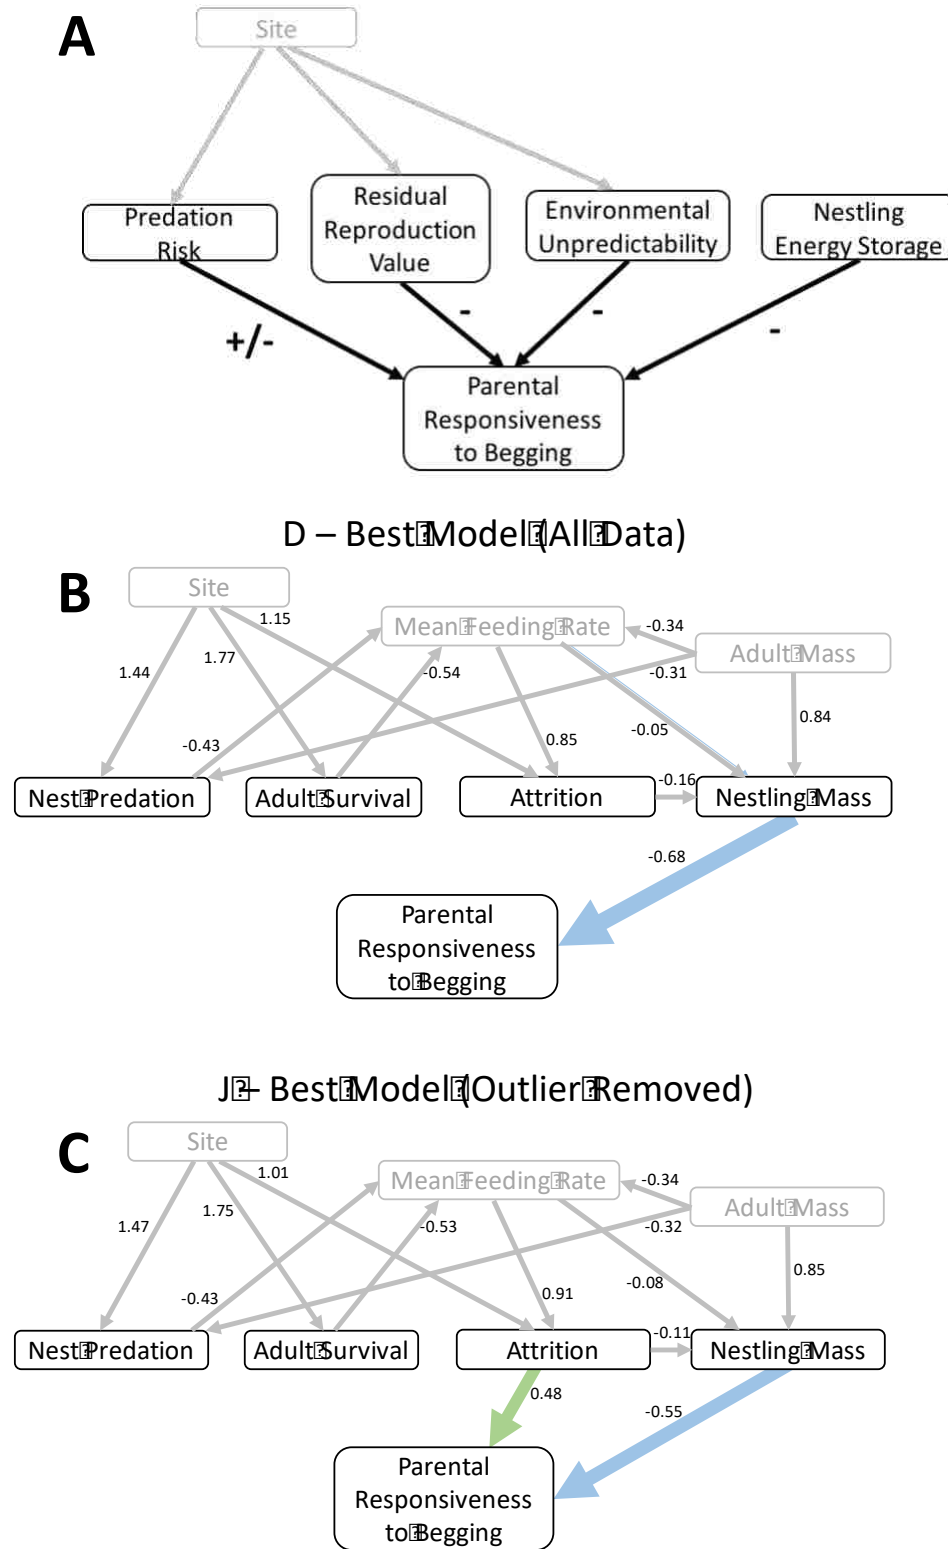 A
Site
Predation
Risk
Residual
Reproduction
Value
Environmental
Unpredictability
Nestling
Energy Storage
+/-
-
-
-
Parental
Responsiveness
to Begging
D – Best Model (All Data)
B
Site
1.15
Mean Feeding Rate
-0.34
Adult Mass
1.44
1.77
-0.54
-0.31
-0.43
0.85
-0.05
0.84
Nest Predation
Adult Survival
Attrition
-0.16
Nestling Mass
-0.68
Parental
Responsiveness
to Begging
J – Best Model (Outlier Removed)
C
Site
1.01
Mean Feeding Rate
-0.34
Adult Mass
1.47
1.75
-0.53
-0.32
-0.43
0.91
-0.08
0.85
Nest Predation
Adult Survival
Attrition
-0.11
Nestling Mass
0.48
-0.55
Parental
Responsiveness
to Begging